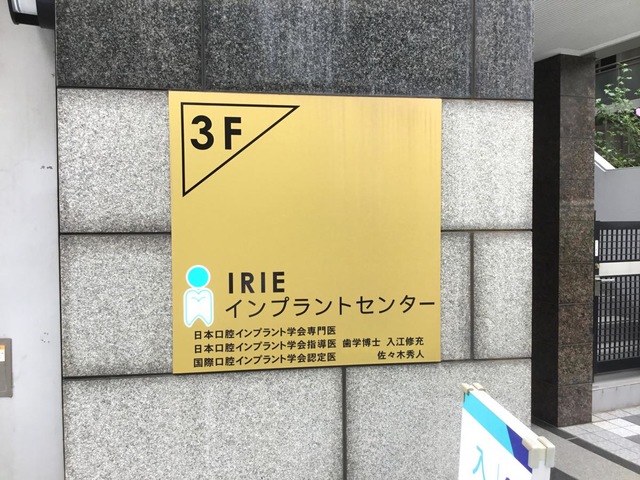 3F
IRIE
インプラントセンター
日本口腔インプラント学会専門医
日本口腔インプラント学会指導医 歯学博士 入江修充
国際口腔インプラント学会認定医 佐々木秀人
入